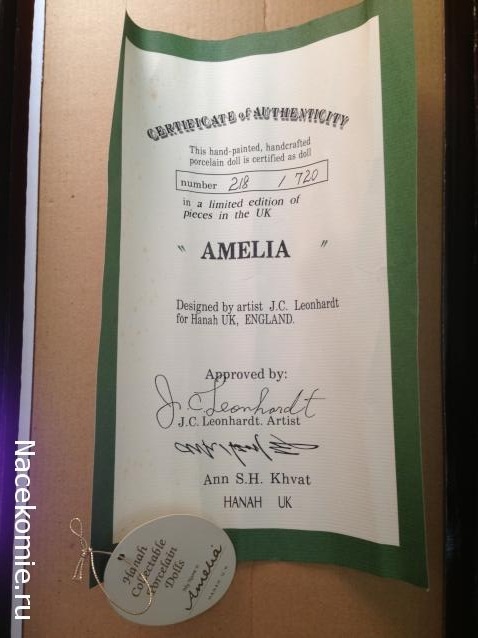 CERTIFICATE of AUTHENTICITY
This hand-painted, handcrafted
porcelain doll is certified as doll
number 218 / 720
in a limited edition of
pieces in the UK
" AMELIA "
Designed by artist J.C. Leonhardt
for Hanah UK, ENGLAND.
Approved by:
J.C. Leonhardt
J.C. Leonhardt. Artist
Ann S.H. Khvat
HANAH UK
"Hanah
Collectable
Porcelain
Dolls
Amelia
Nacekomie.ru